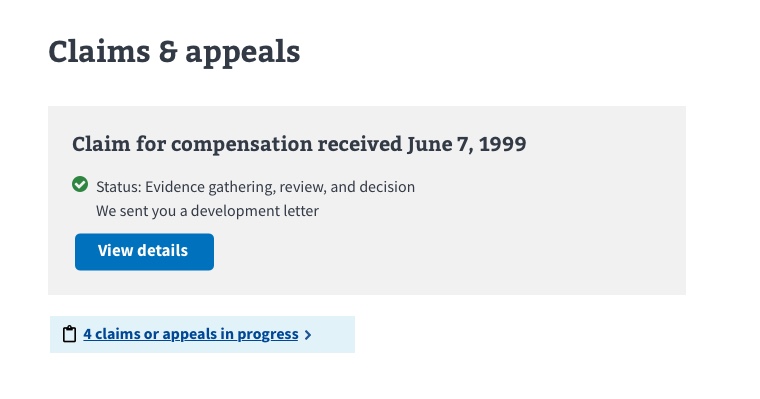 Claims & appeals
Claim for compensation received June 7, 1999
Status: Evidence gathering, review, and decision
We sent you a development letter
View details
4 claims or appeals in progress